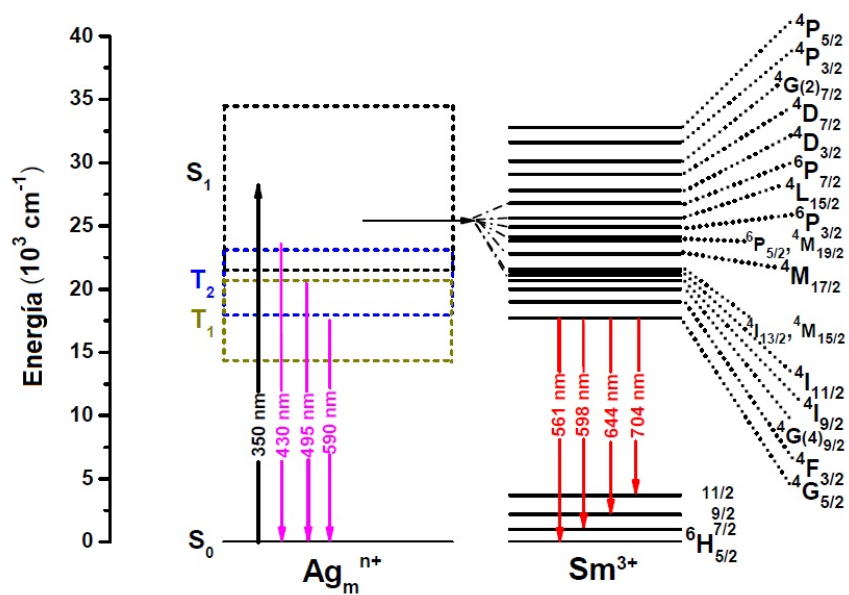 Energía (10³ cm⁻¹)
40
35
30
25
20
15
10
5
0
S₁
T₂
T₁
S₀
350 nm
430 nm
495 nm
590 nm
Ag_m^n+
561 nm
598 nm
644 nm
704 nm
Sm³⁺
⁴P₅/₂
⁴P₃/₂
⁴G(2)₇/₂
⁴D₇/₂
⁴D₃/₂
⁶P₇/₂
⁴L₁₅/₂
⁶P₃/₂
⁶P₅/₂, ⁴M₁₉/₂
⁴M₁₇/₂
⁴I₁₃/₂, ⁴M₁₅/₂
⁴I₁₁/₂
⁴I₉/₂
⁴G(4)₉/₂
⁴F₃/₂
⁴G₅/₂
11/2
9/2
7/2
⁶H₅/₂